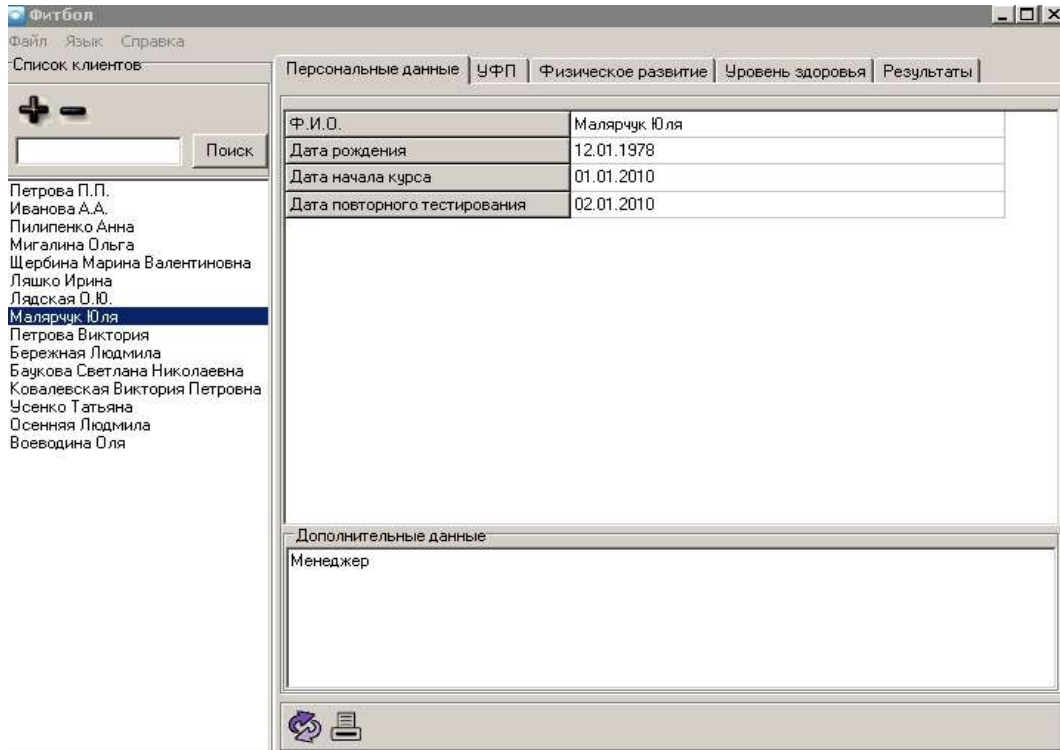 Фитбол
Файл Язык Справка
Список клиентов
Поиск
Петрова П.П.
Иванова А.А.
Пилипенко Анна
Мигалина Ольга
Щербина Марина Валентиновна
Ляшко Ирина
Лядская О.Ю.
Малярчук Юля
Петрова Виктория
Бережная Людмила
Баукова Светлана Николаевна
Ковалевская Виктория Петровна
Усенко Татьяна
Осенняя Людмила
Воеводина Оля
Персональные данные УФП Физическое развитие Уровень здоровья Результаты
Ф.И.О. Малярчук Юля
Дата рождения 12.01.1978
Дата начала курса 01.01.2010
Дата повторного тестирования 02.01.2010
Дополнительные данные
Менеджер